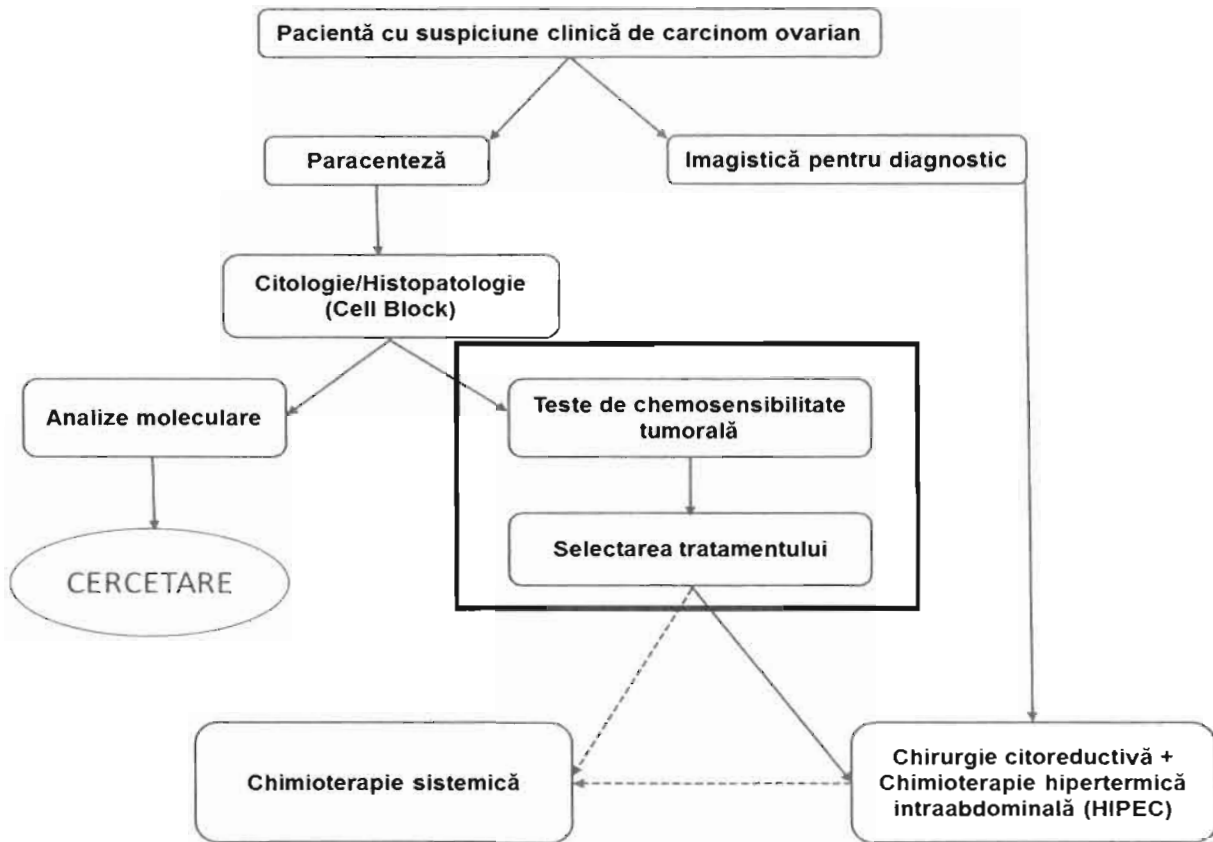 Pacientă cu suspiciune clinică de carcinom ovarian
Paracenteză
Imagistică pentru diagnostic
Citologie/Histopatologie
(Cell Block)
Analize moleculare
Teste de chemosensibilitate
tumorală
CERCETARE
Selectarea tratamentului
Chimioterapie sistemică
Chirurgie citoreductivă +
Chimioterapie hipertermică
intraabdominală (HIPEC)